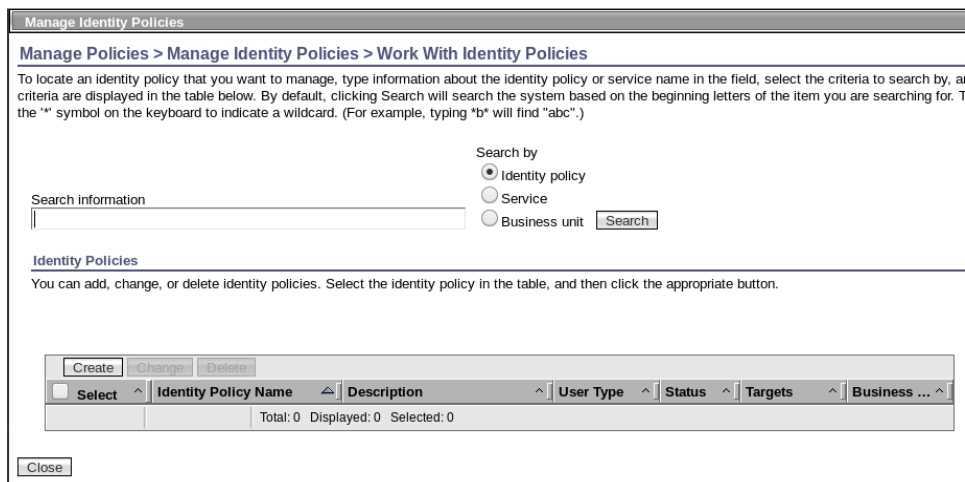 Manage Identity Policies
Manage Policies > Manage Identity Policies > Work With Identity Policies
To locate an identity policy that you want to manage, type information about the identity policy or service name in the field, select the criteria to search by,
criteria are displayed in the table below. By default, clicking Search will search the system based on the beginning letters of the item you are searching for.
the '*' symbol on the keyboard to indicate a wildcard. (For example, typing *b* will find "abc".)
Search by
Identity policy
Service
Search information
Business unit Search
Identity Policies
You can add, change, or delete identity policies. Select the identity policy in the table, and then click the appropriate button.
Create Change Delete
Select ^ Identity Policy Name Description ^ User Type ^ Status ^ Targets ^ Business ... ^
Total: 0 Displayed: 0 Selected: 0
Close